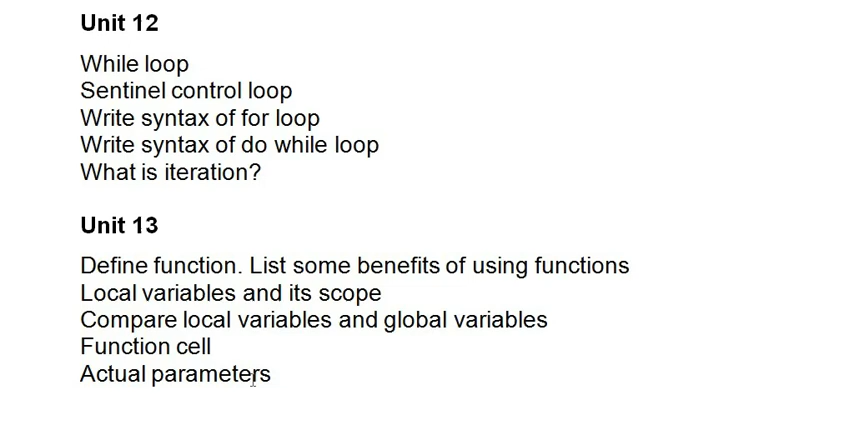 Unit 12
While loop
Sentinel control loop
Write syntax of for loop
Write syntax of do while loop
What is iteration?
Unit 13
Define function. List some benefits of using functions
Local variables and its scope
Compare local variables and global variables
Function cell
Actual parameters